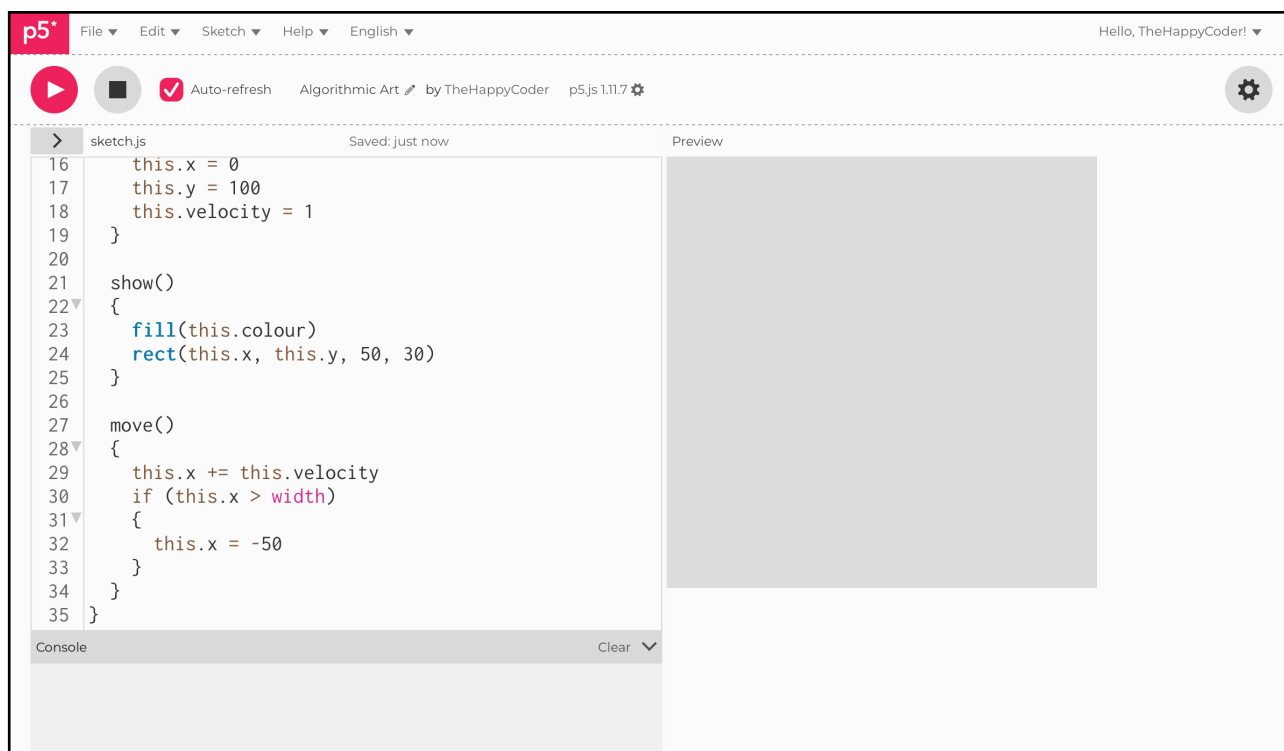 p5* File Edit Sketch Help English Hello, TheHappyCoder!
Auto-refresh Algorithmic Art by TheHappyCoder p5.js 1.11.7
sketch.js Saved: just now Preview
16 this.x = 0
17 this.y = 100
18 this.velocity = 1
19 }
20
21 show()
22 {
23 fill(this.colour)
24 rect(this.x, this.y, 50, 30)
25 }
26
27 move()
28 {
29 this.x += this.velocity
30 if (this.x > width)
31 {
32 this.x = -50
33 }
34 }
35 }
Console Clear